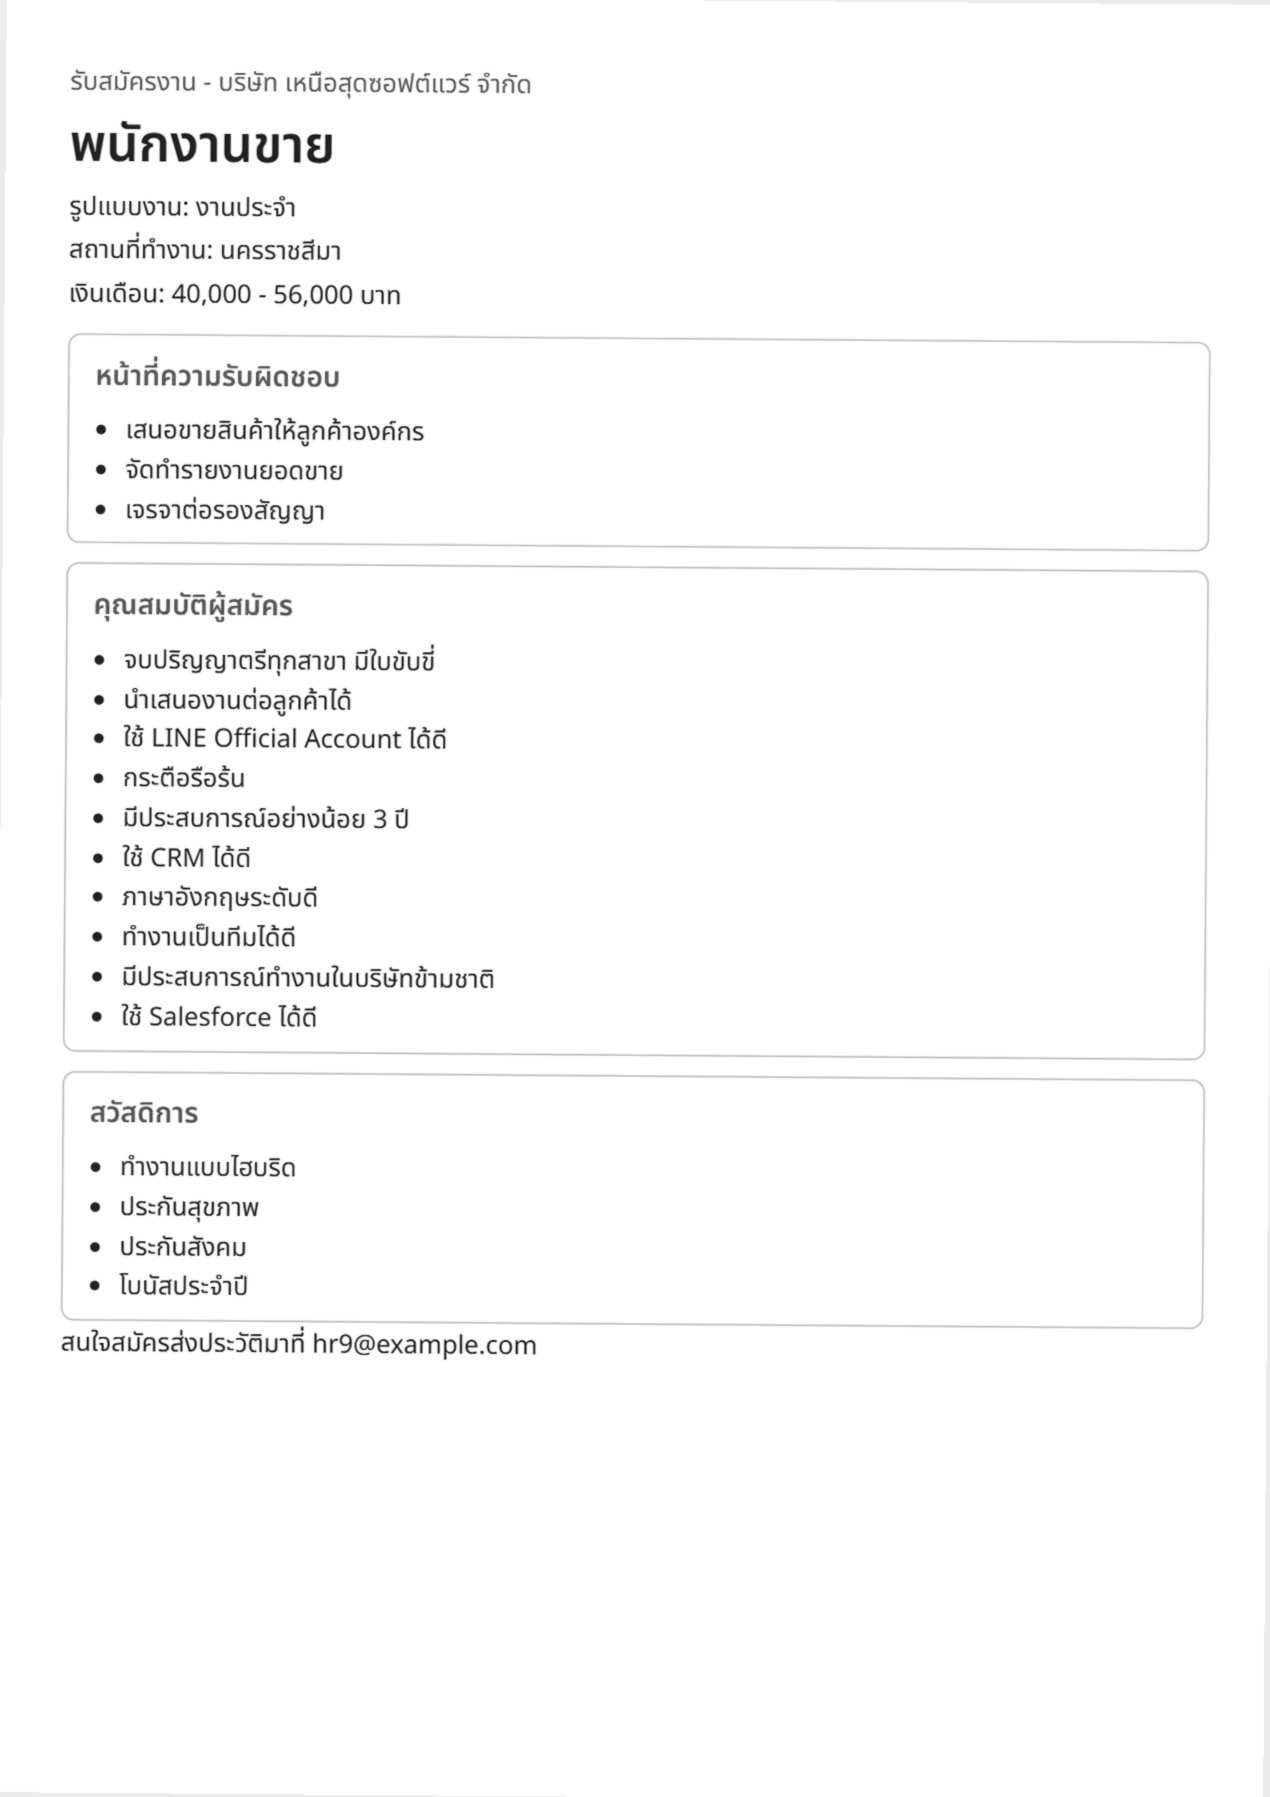 รับสมัครงาน - บริษัท เหนือสุดซอฟต์แวร์ จำกัด
พนักงานขาย
รูปแบบงาน: งานประจำ
สถานที่ทำงาน: นครราชสีมา
เงินเดือน: 40,000 - 56,000 บาท
หน้าที่ความรับผิดชอบ
• เสนอขายสินค้าให้ลูกค้าองค์กร
• จัดทำรายงานยอดขาย
• เจรจาต่อรองสัญญา
คุณสมบัติผู้สมัคร
• จบปริญญาตรีทุกสาขา มีใบขับขี่
• นำเสนองานต่อลูกค้าได้
• ใช้ LINE Official Account ได้ดี
• กระตือรือร้น
• มีประสบการณ์อย่างน้อย 3 ปี
• ใช้ CRM ได้ดี
• ภาษาอังกฤษระดับดี
• ทำงานเป็นทีมได้ดี
• มีประสบการณ์ทำงานในบริษัทข้ามชาติ
• ใช้ Salesforce ได้ดี
สวัสดิการ
• ทำงานแบบไฮบริด
• ประกันสุขภาพ
• ประกันสังคม
• โบนัสประจำปี
สนใจสมัครส่งประวัติมาที่ hr9@example.com